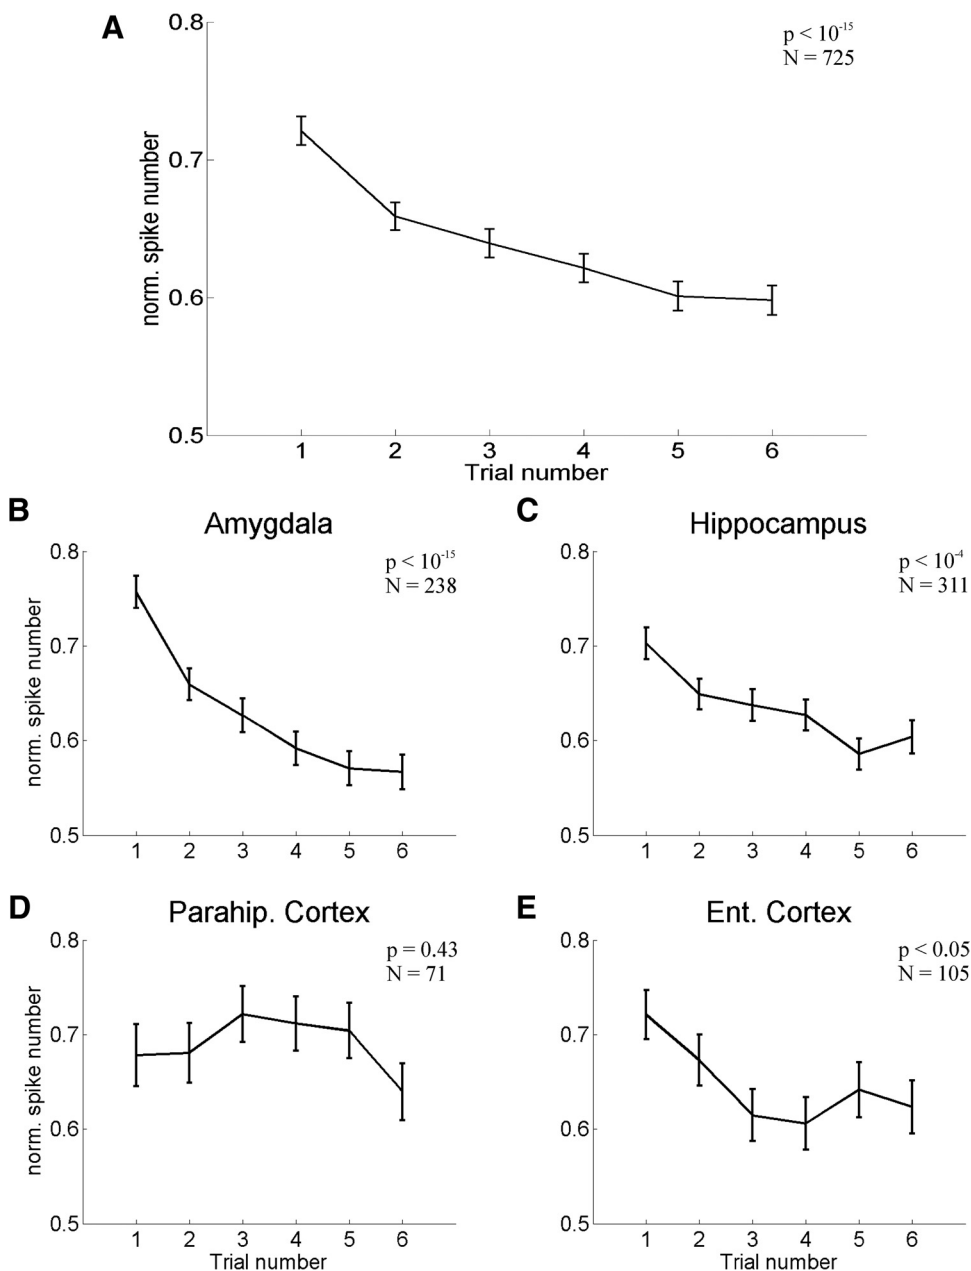 A
p < 10^-15
N = 725
0.8
0.7
0.6
0.5
norm. spike number
1 2 3 4 5 6
Trial number
B
Amygdala
p < 10^-15
N = 238
0.8
0.7
0.6
0.5
norm. spike number
1 2 3 4 5 6
C
Hippocampus
p < 10^-4
N = 311
0.8
0.7
0.6
0.5
1 2 3 4 5 6
D
Parahip. Cortex
p = 0.43
N = 71
0.8
0.7
0.6
0.5
norm. spike number
1 2 3 4 5 6
Trial number
E
Ent. Cortex
p < 0.05
N = 105
0.8
0.7
0.6
0.5
1 2 3 4 5 6
Trial number